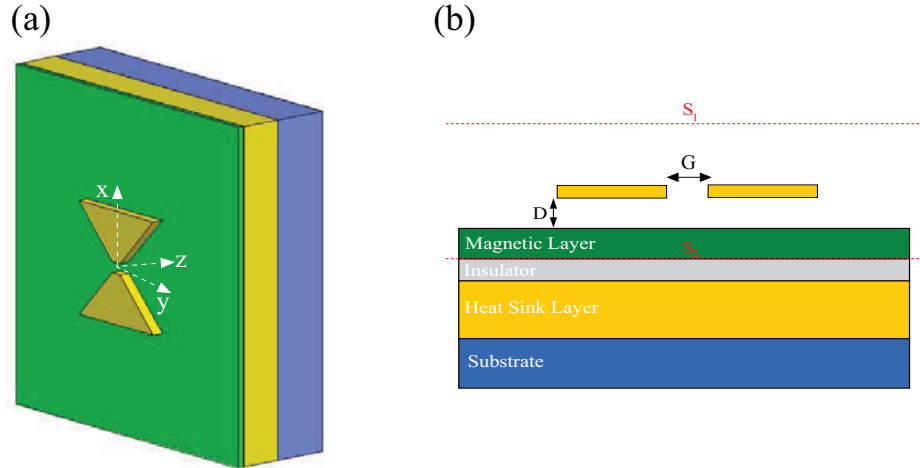 (a)
(b)
x
z
y
S1
G
D
Magnetic Layer
S2
Insulator
Heat Sink Layer
Substrate